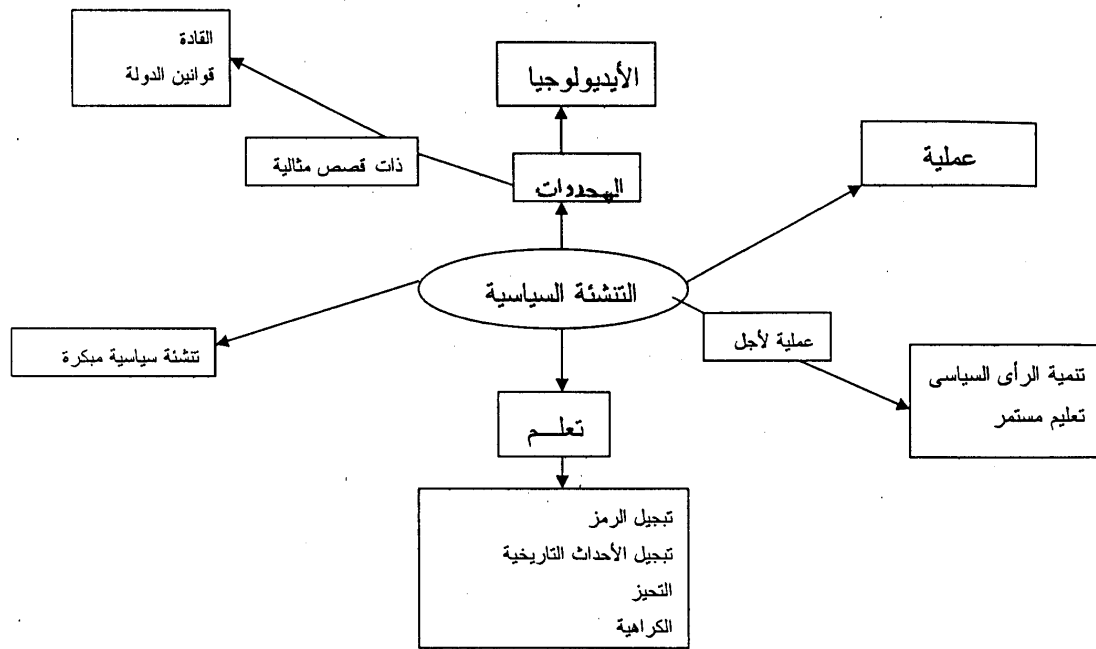 القادة
قوانين الدولة
الأيديولوجيا
عملية
ذات قصص مثالية
المحددات
التنشئة السياسية
عملية لأجل
تنشئة سياسية مبكرة
تنمية الرأى السياسى
تعليم مستمر
تعلـــم
تبجيل الرمز
تبجيل الأحداث التاريخية
التحيز
الكراهية